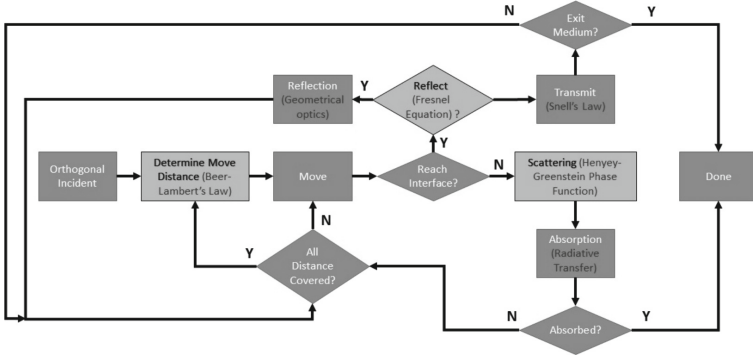 N
Exit
Medium?
Y
Reflection
(Geometrical
optics)
Y
Reflect
(Fresnel
Equation) ?
Transmit
(Snell's Law)
Y
Orthogonal
Incident
Determine Move
Distance (Beer-
Lambert's Law)
Move
Reach
Interface?
N
Scattering (Henyey-
Greenstein Phase
Function)
Done
N
Y
All
Distance
Covered?
Absorption
(Radiative
Transfer)
N
Absorbed?
Y